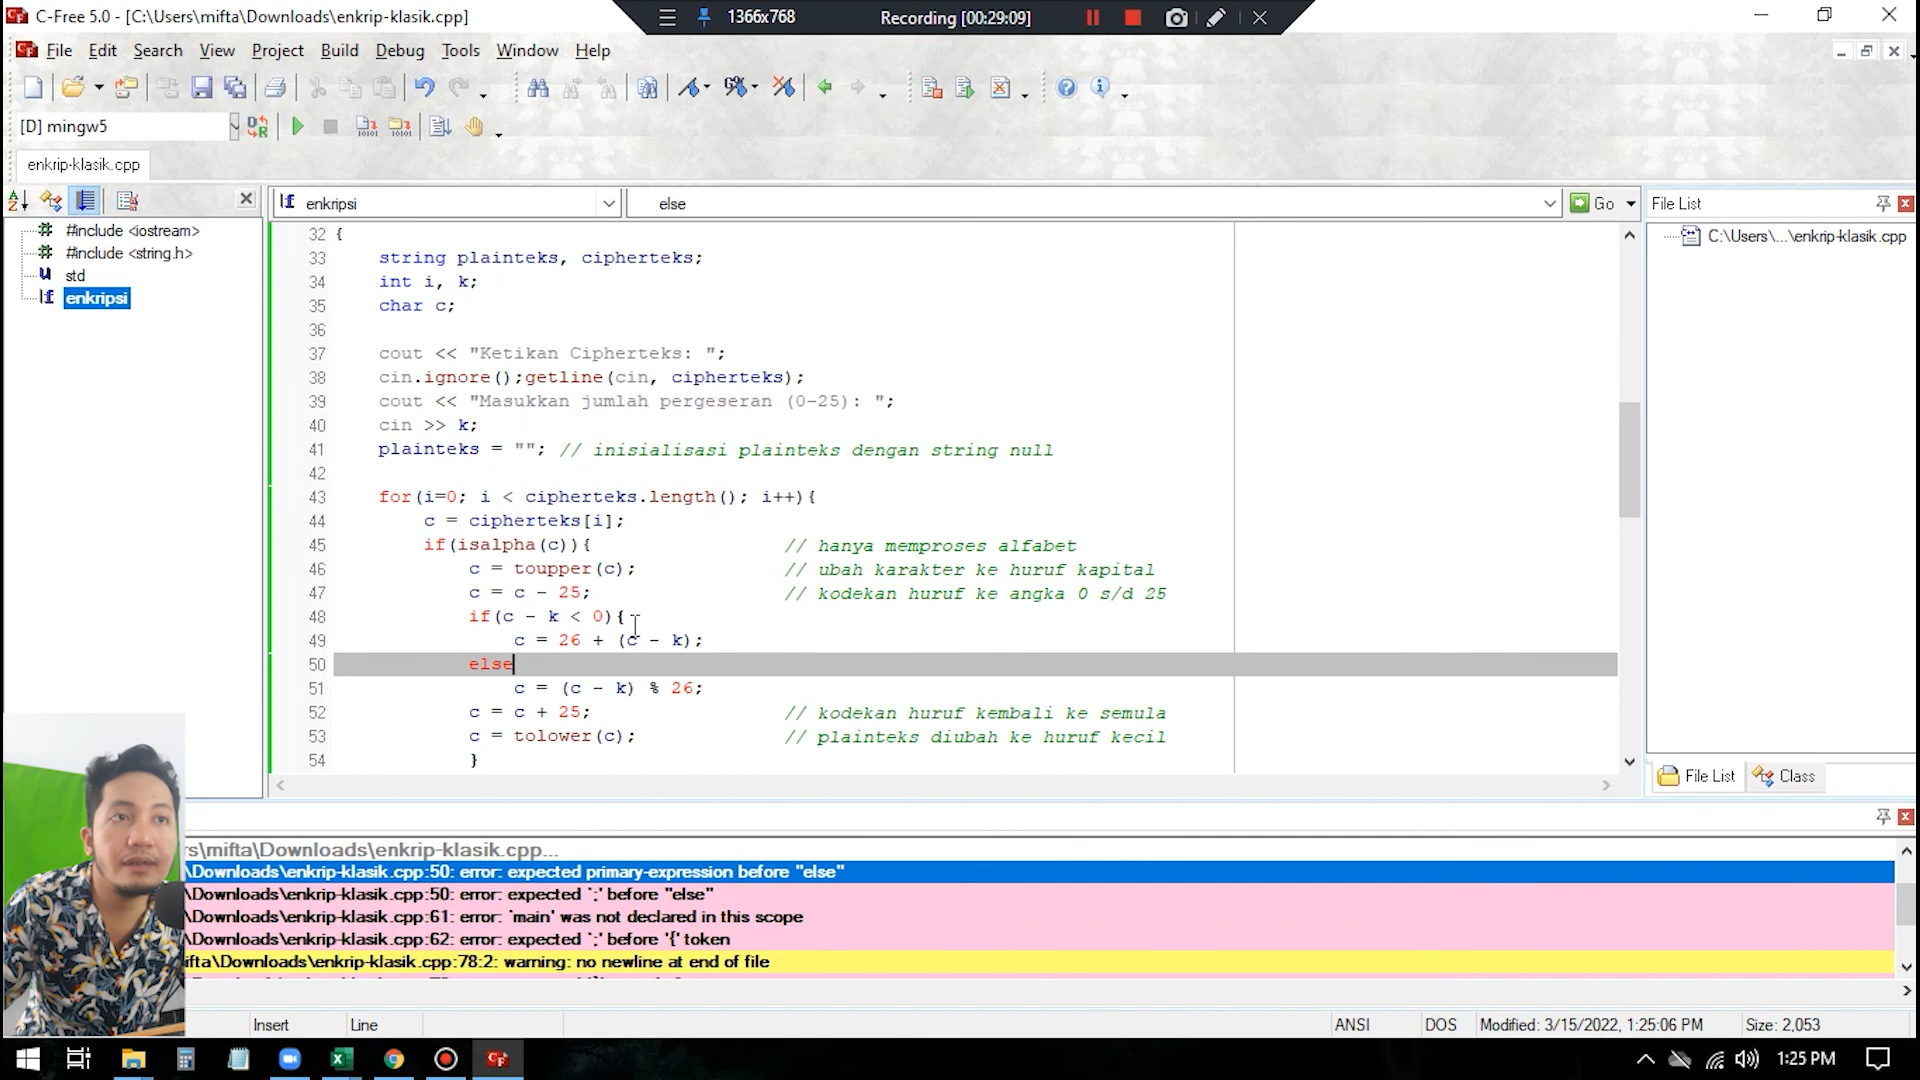 C-Free 5.0 - [C:\Users\mifta\Downloads\enkrip-klasik.cpp]
1366x768
Recording [00:29:09]
File Edit Search View Project Build Debug Tools Window Help
[D] mingw5
enkrip-klasik.cpp
enkripsi
else
Go
File List
#include <iostream>
#include <string.h>
std
enkripsi
C:\Users\...\enkrip-klasik.cpp
32 {
33 string plainteks, cipherteks;
34 int i, k;
35 char c;
36
37 cout << "Ketikan Cipherteks: ";
38 cin.ignore();getline(cin, cipherteks);
39 cout << "Masukkan jumlah pergeseran (0-25): ";
40 cin >> k;
41 plainteks = ""; // inisialisasi plainteks dengan string null
42
43 for(i=0; i < cipherteks.length(); i++){
44 c = cipherteks[i];
45 if(isalpha(c)){ // hanya memproses alfabet
46 c = toupper(c); // ubah karakter ke huruf kapital
47 c = c - 25; // kodekan huruf ke angka 0 s/d 25
48 if(c - k < 0){
49 c = 26 + (c - k);
50 else
51 c = (c - k) % 26;
52 c = c + 25; // kodekan huruf kembali ke semula
53 c = tolower(c); // plainteks diubah ke huruf kecil
54 }
File List Class
rs\mifta\Downloads\enkrip-klasik.cpp...
\Downloads\enkrip-klasik.cpp:50: error: expected primary-expression before "else"
\Downloads\enkrip-klasik.cpp:50: error: expected `;' before "else"
\Downloads\enkrip-klasik.cpp:61: error: `main' was not declared in this scope
\Downloads\enkrip-klasik.cpp:62: error: expected `;' before '{' token
ifta\Downloads\enkrip-klasik.cpp:78:2: warning: no newline at end of file
Insert Line ANSI DOS Modified: 3/15/2022, 1:25:06 PM Size: 2,053
1:25 PM